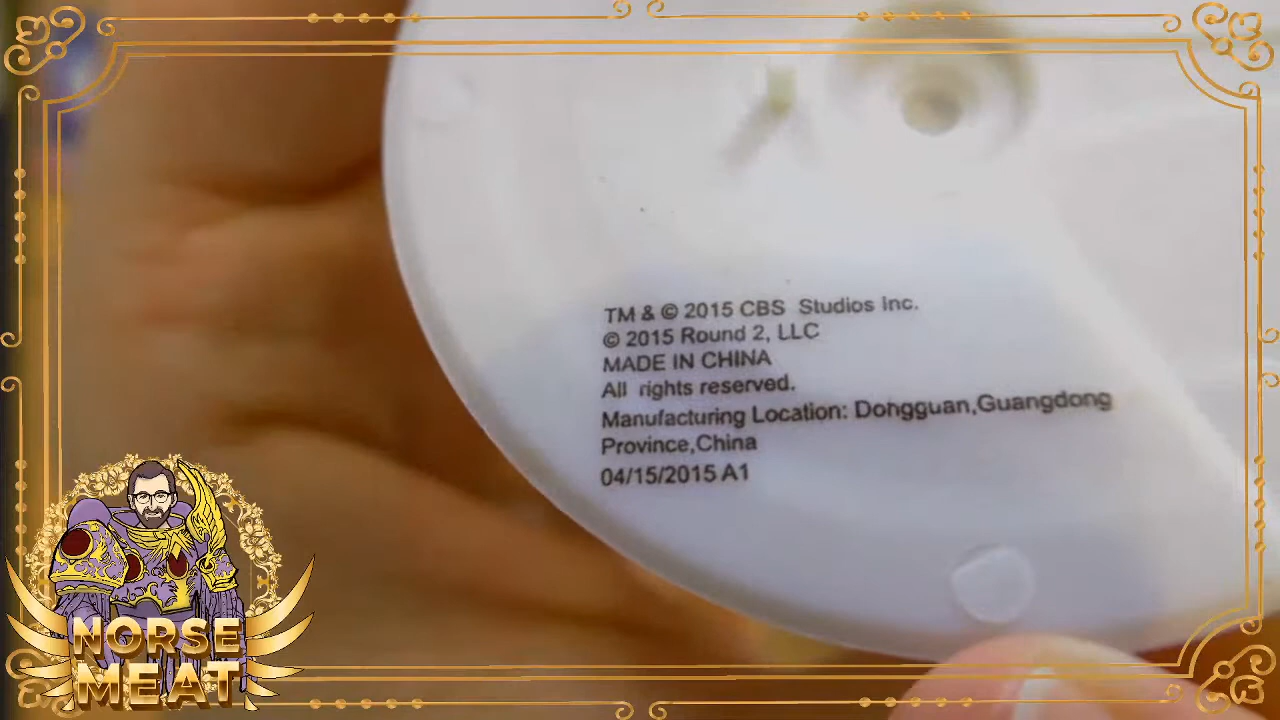 TM & © 2015 CBS Studios Inc.
© 2015 Round 2, LLC
MADE IN CHINA
All rights reserved.
Manufacturing Location: Dongguan,Guangdong
Province,China
04/15/2015 A1
NORSE
MEAT